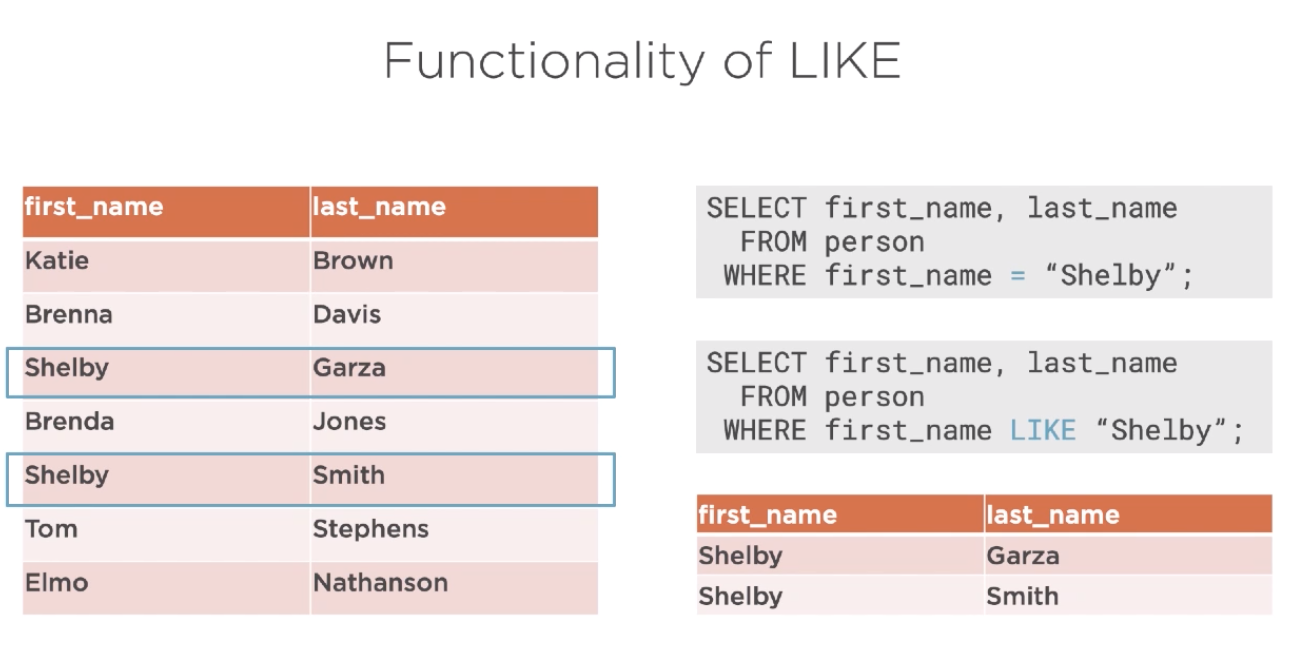 Functionality of LIKE
first_name last_name
Katie Brown
Brenna Davis
Shelby Garza
Brenda Jones
Shelby Smith
Tom Stephens
Elmo Nathanson
SELECT first_name, last_name
FROM person
WHERE first_name = “Shelby”;
SELECT first_name, last_name
FROM person
WHERE first_name LIKE “Shelby”;
first_name last_name
Shelby Garza
Shelby Smith